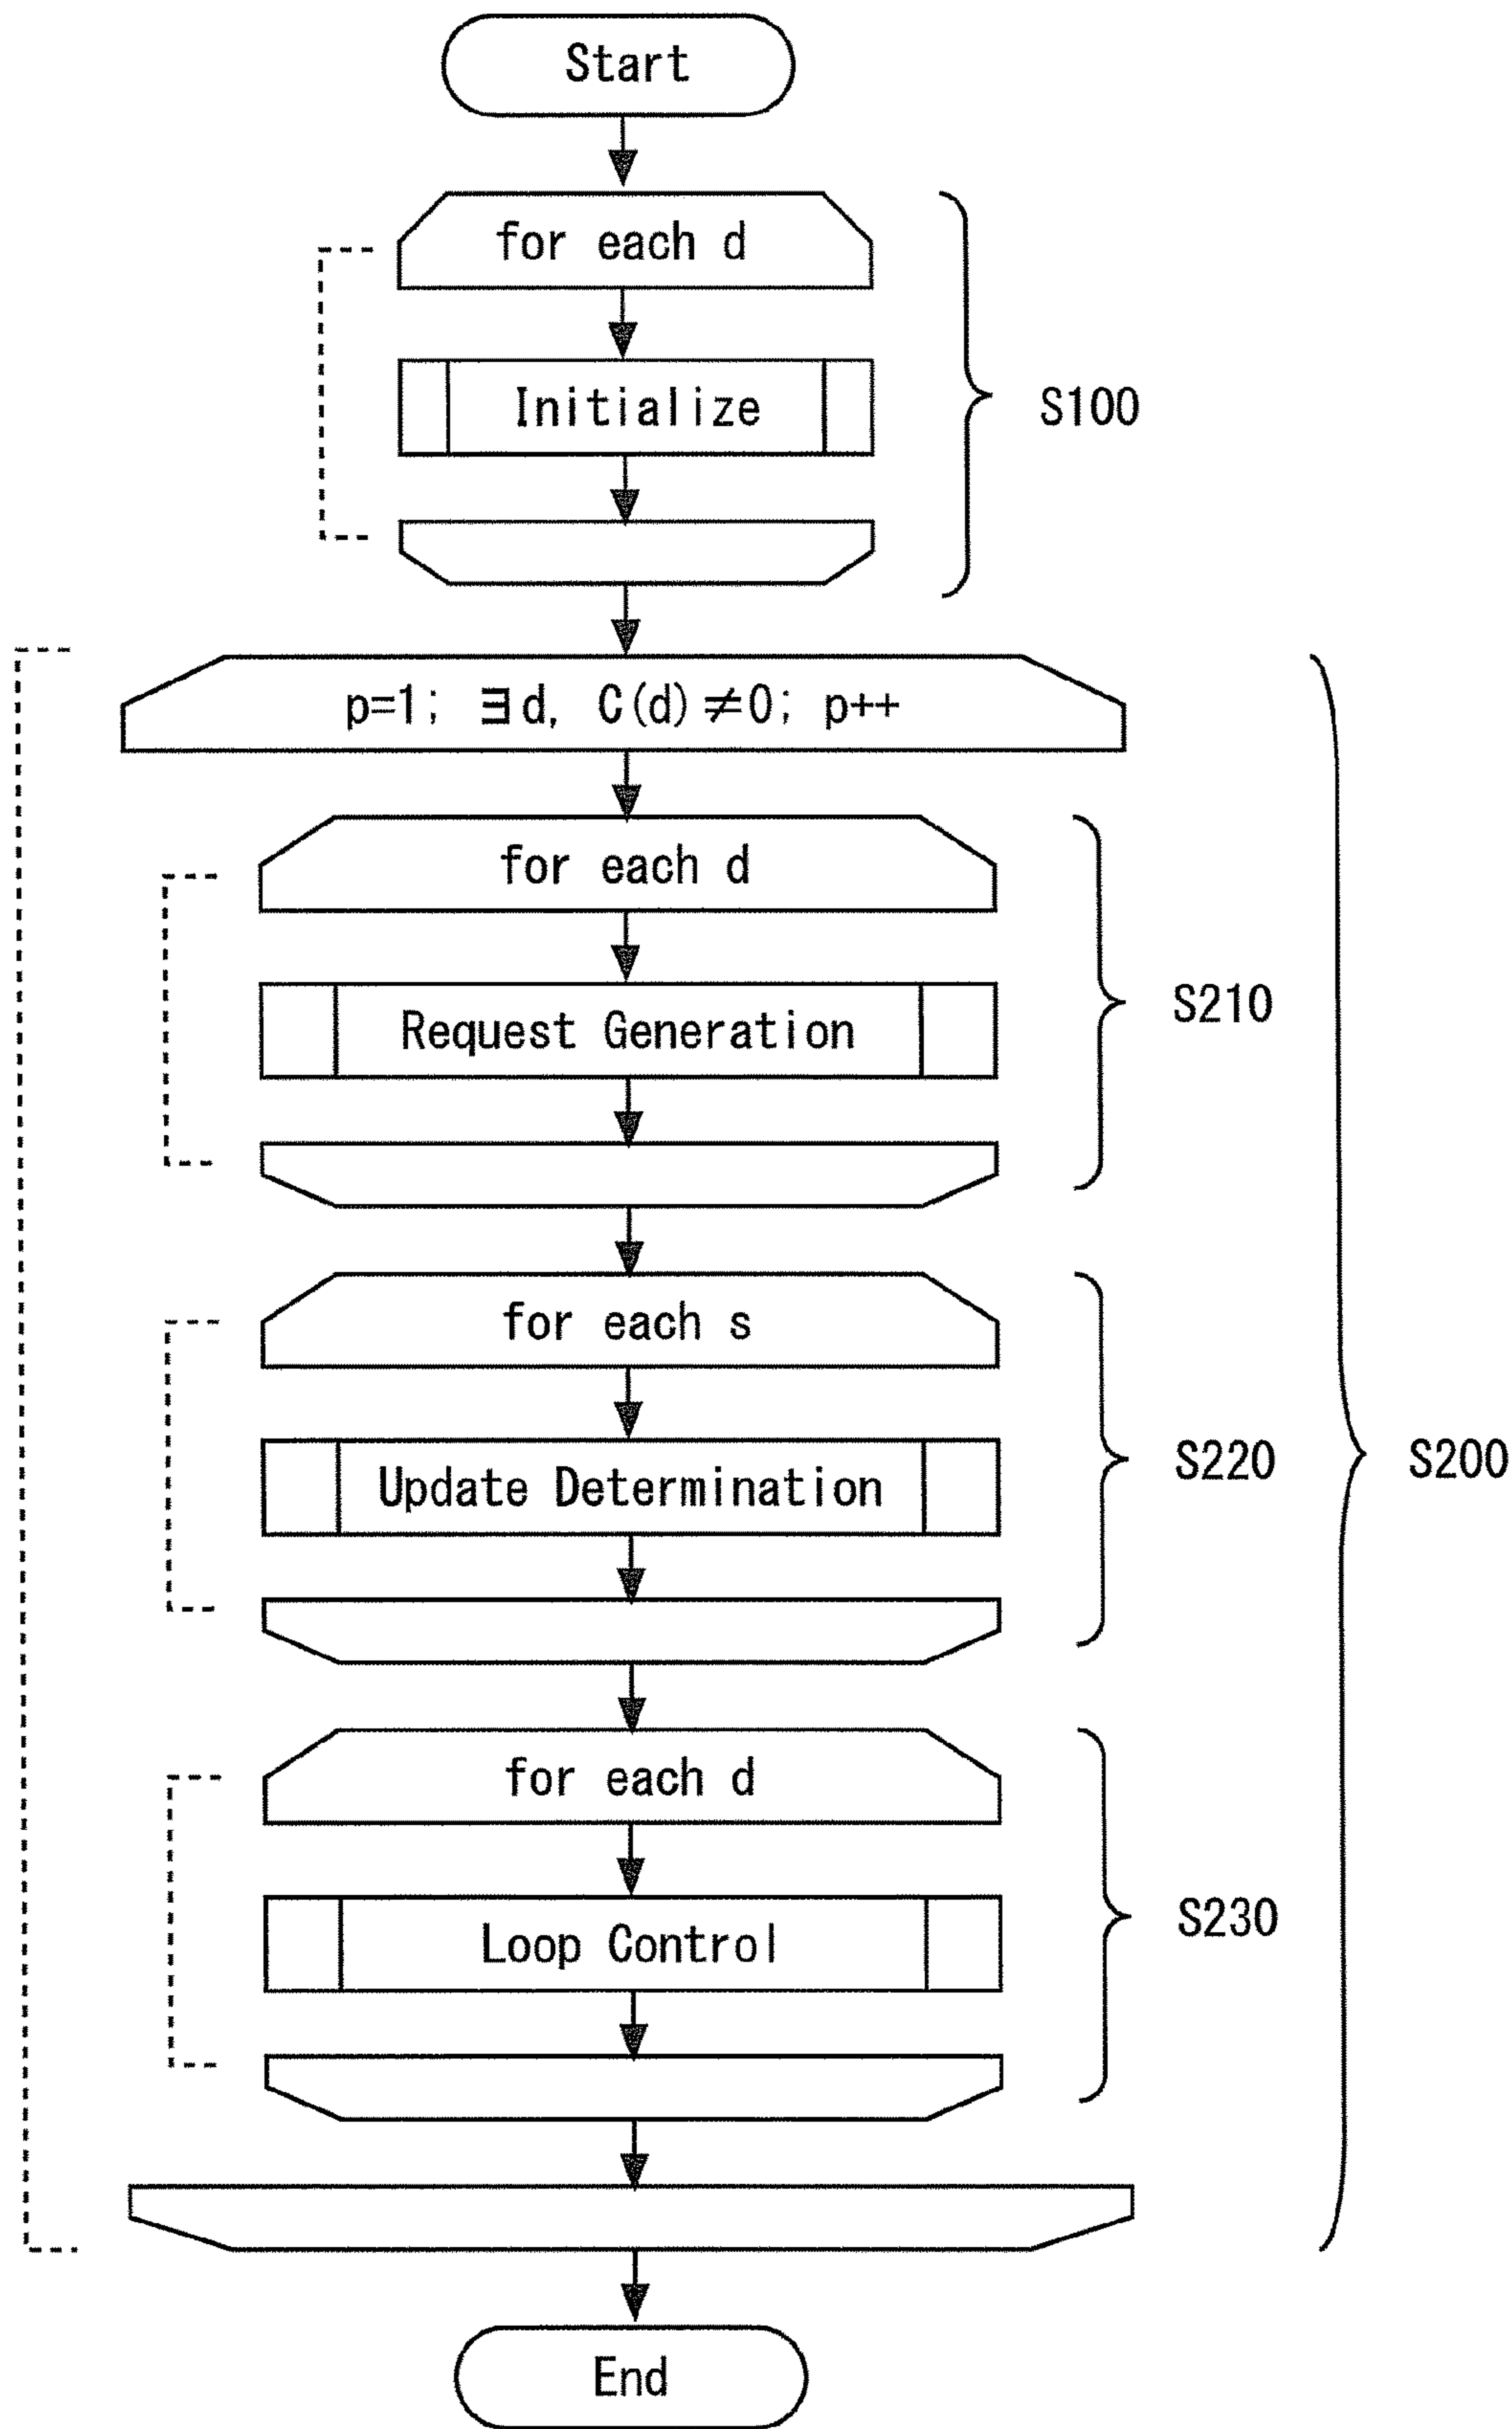 Start
for each d
Initialize
S100
p=1; ∃d, C(d)≠0; p++
for each d
Request Generation
S210
for each s
Update Determination
S220
S200
for each d
Loop Control
S230
End